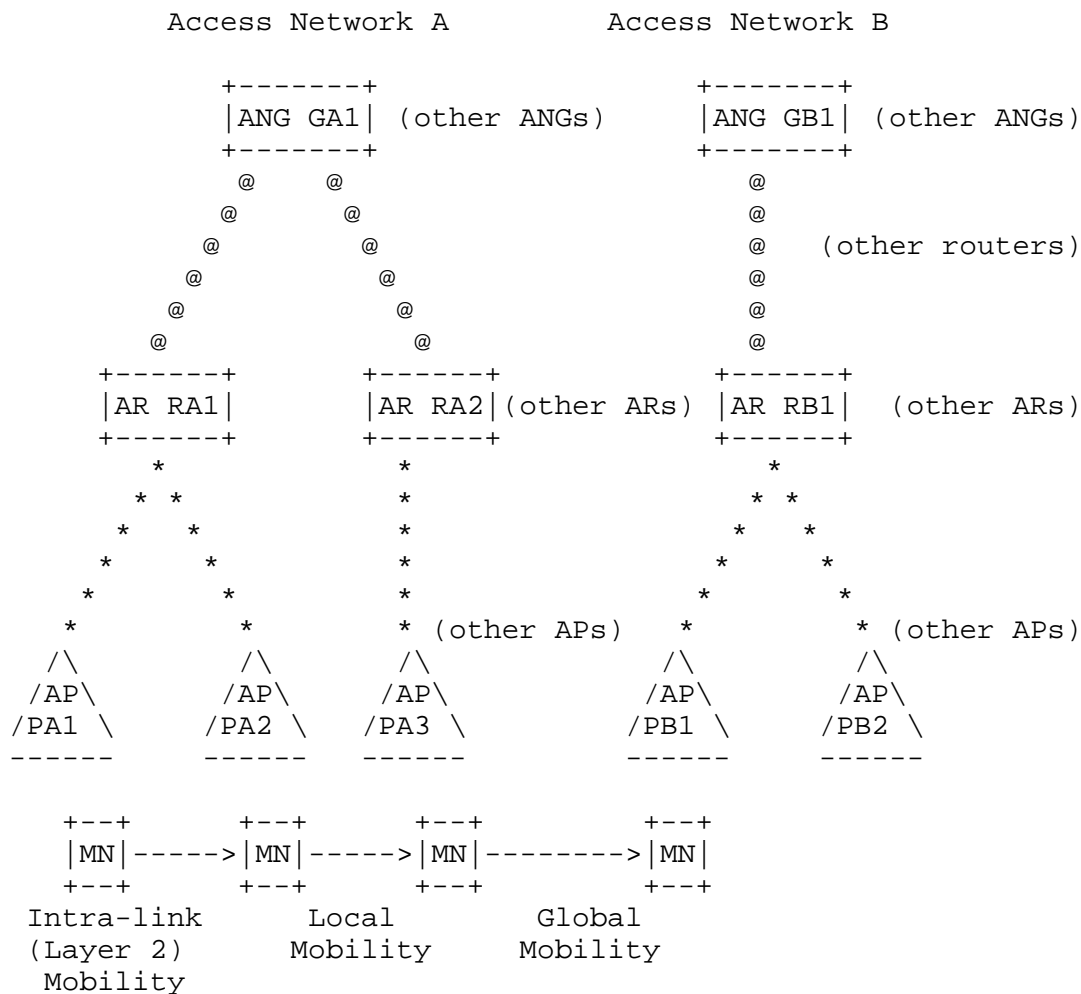 Access Network A Access Network B
+-------+ +-------+
|ANG GA1| (other ANGs) |ANG GB1| (other ANGs)
+-------+ +-------+
@ @ @
@ @ @
@ @ @ (other routers)
@ @ @
@ @ @
@ @ @
+------+ +------+ +------+
|AR RA1| |AR RA2|(other ARs) |AR RB1| (other ARs)
+------+ +------+ +------+
* * *
* * * * *
* * * * *
* * * * *
* * * * *
* * * (other APs) * * (other APs)
/\ /\ /\ /\ /\
/AP\ /AP\ /AP\ /AP\ /AP\
/PA1 \ /PA2 \ /PA3 \ /PB1 \ /PB2 \
------ ------ ------ ------ ------
+--+ +--+ +--+ +--+
|MN|----->|MN|----->|MN|-------->|MN|
+--+ +--+ +--+ +--+
Intra-link Local Global
(Layer 2) Mobility Mobility
Mobility